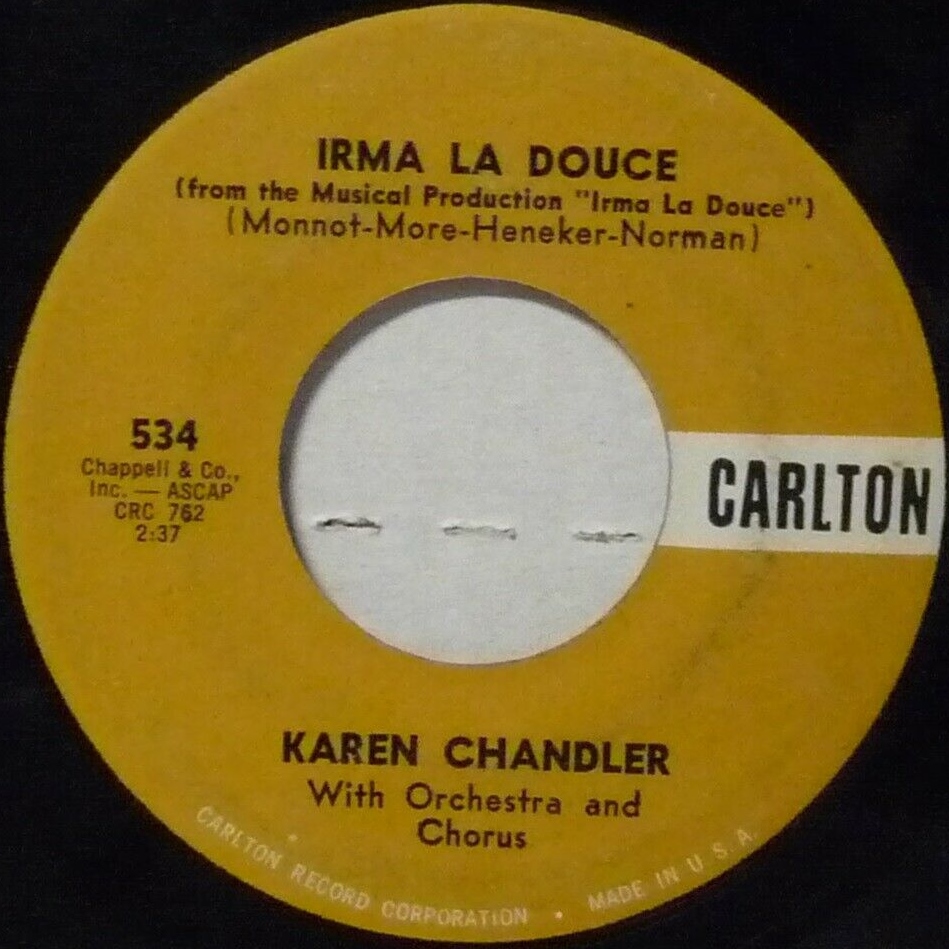 IRMA LA DOUCE
(from the Musical Production "Irma La Douce")
(Monnot-More-Heneker-Norman)
534
Chappell & Co.,
Inc. — ASCAP
CRC 762
2:37
CARLTON
KAREN CHANDLER
With Orchestra and
Chorus
CARLTON RECORD CORPORATION • MADE IN U.S.A.